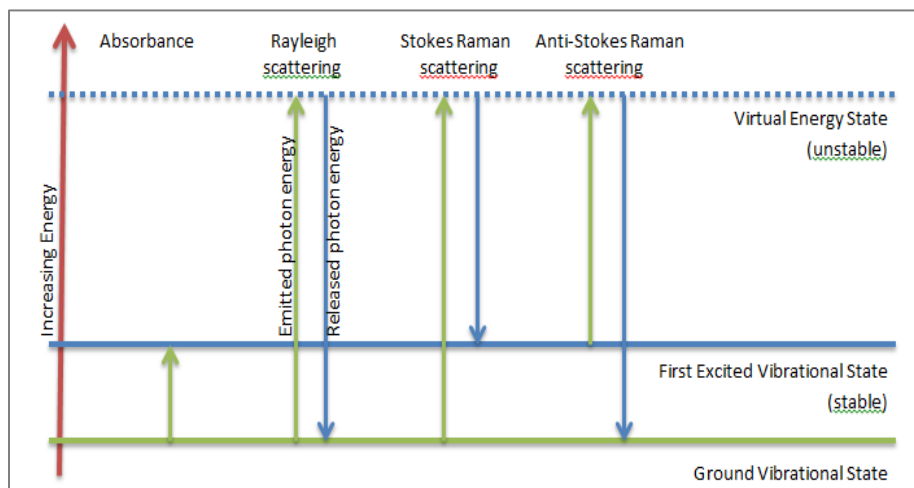 Absorbance
Rayleigh
scattering
Stokes Raman
scattering
Anti-Stokes Raman
scattering
Increasing Energy
Emitted photon energy
Released photon energy
Virtual Energy State
(unstable)
First Excited Vibrational State
(stable)
Ground Vibrational State